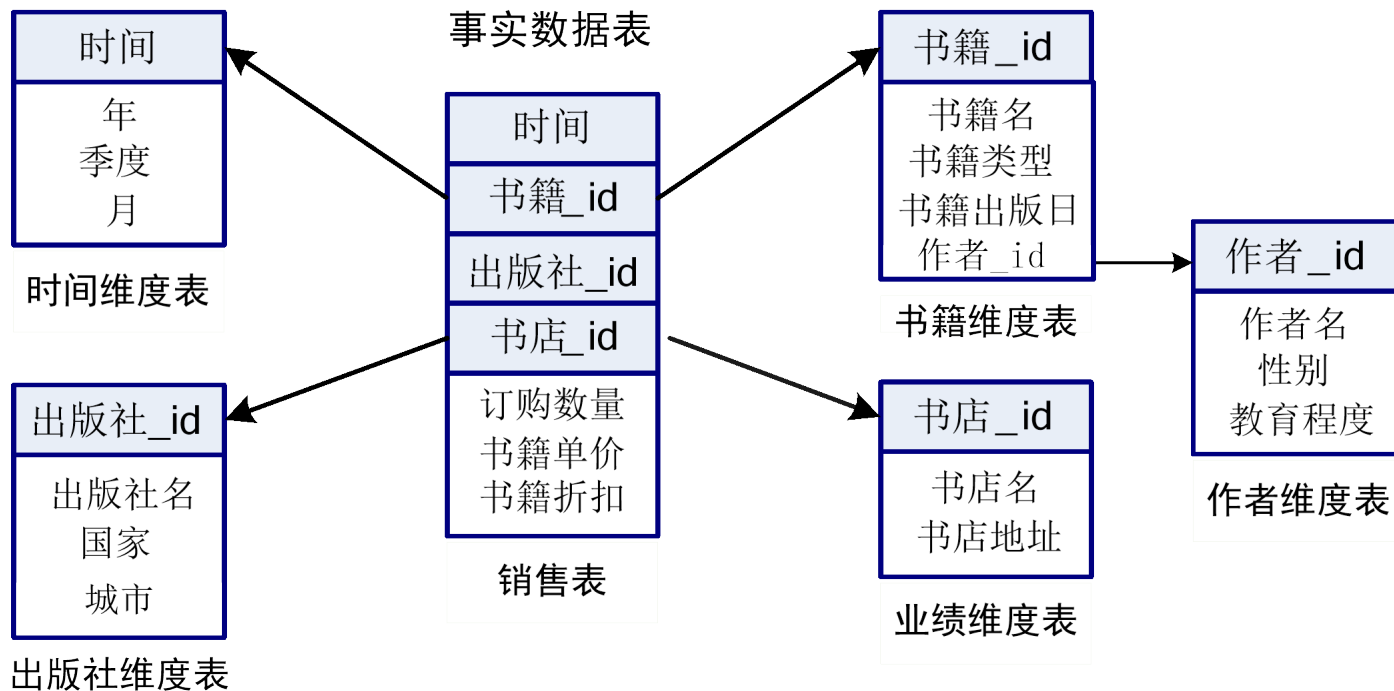 时间
年
季度
月
时间维度表
出版社_id
出版社名
国家
城市
出版社维度表
事实数据表
时间
书籍_id
出版社_id
书店_id
订购数量
书籍单价
书籍折扣
销售表
书籍_id
书籍名
书籍类型
书籍出版日
作者_id
书籍维度表
书店_id
书店名
书店地址
业绩维度表
作者_id
作者名
性别
教育程度
作者维度表